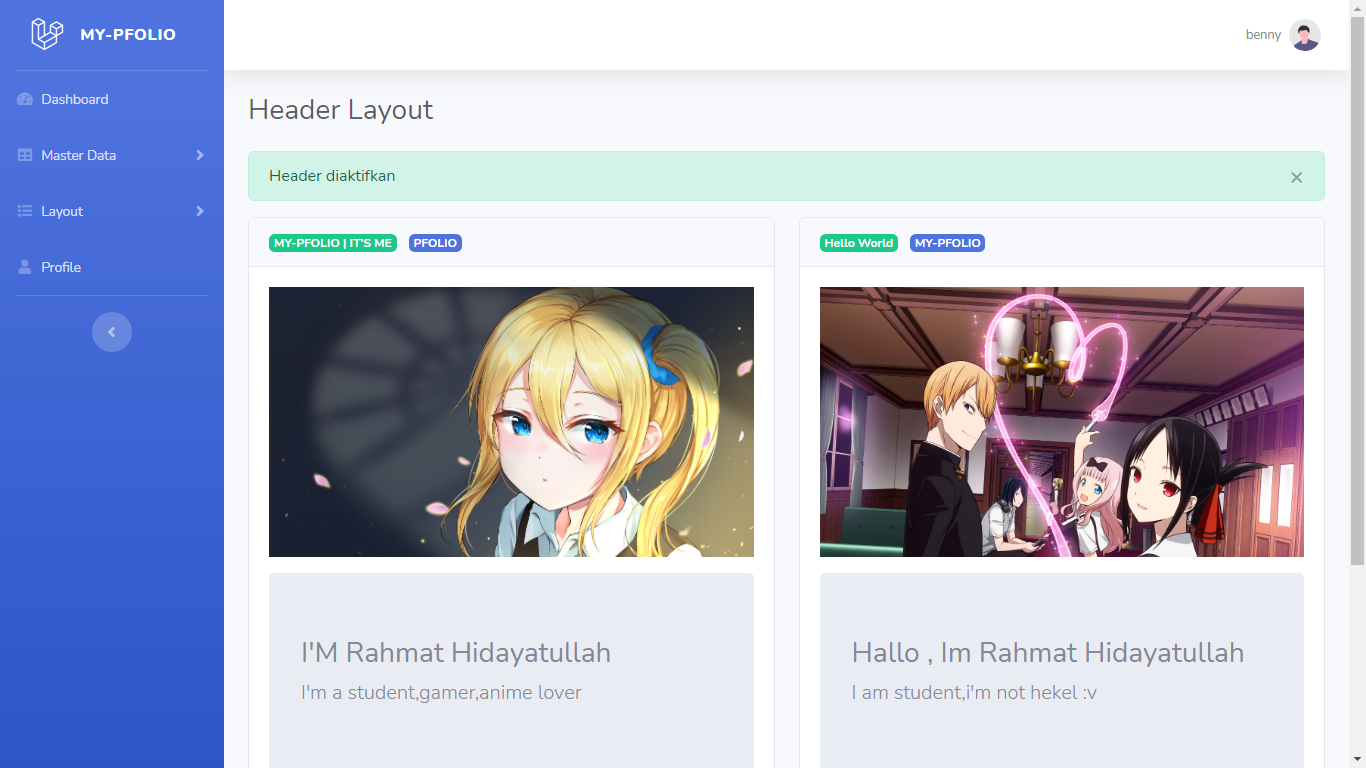 MY-PFOLIO
benny
Dashboard
Master Data
Layout
Profile
Header Layout
Header diaktifkan
×
MY-PFOLIO | IT'S ME PFOLIO
I'M Rahmat Hidayatullah
I'm a student,gamer,anime lover
Hello World MY-PFOLIO
Hallo , Im Rahmat Hidayatullah
I am student,i'm not hekel :v